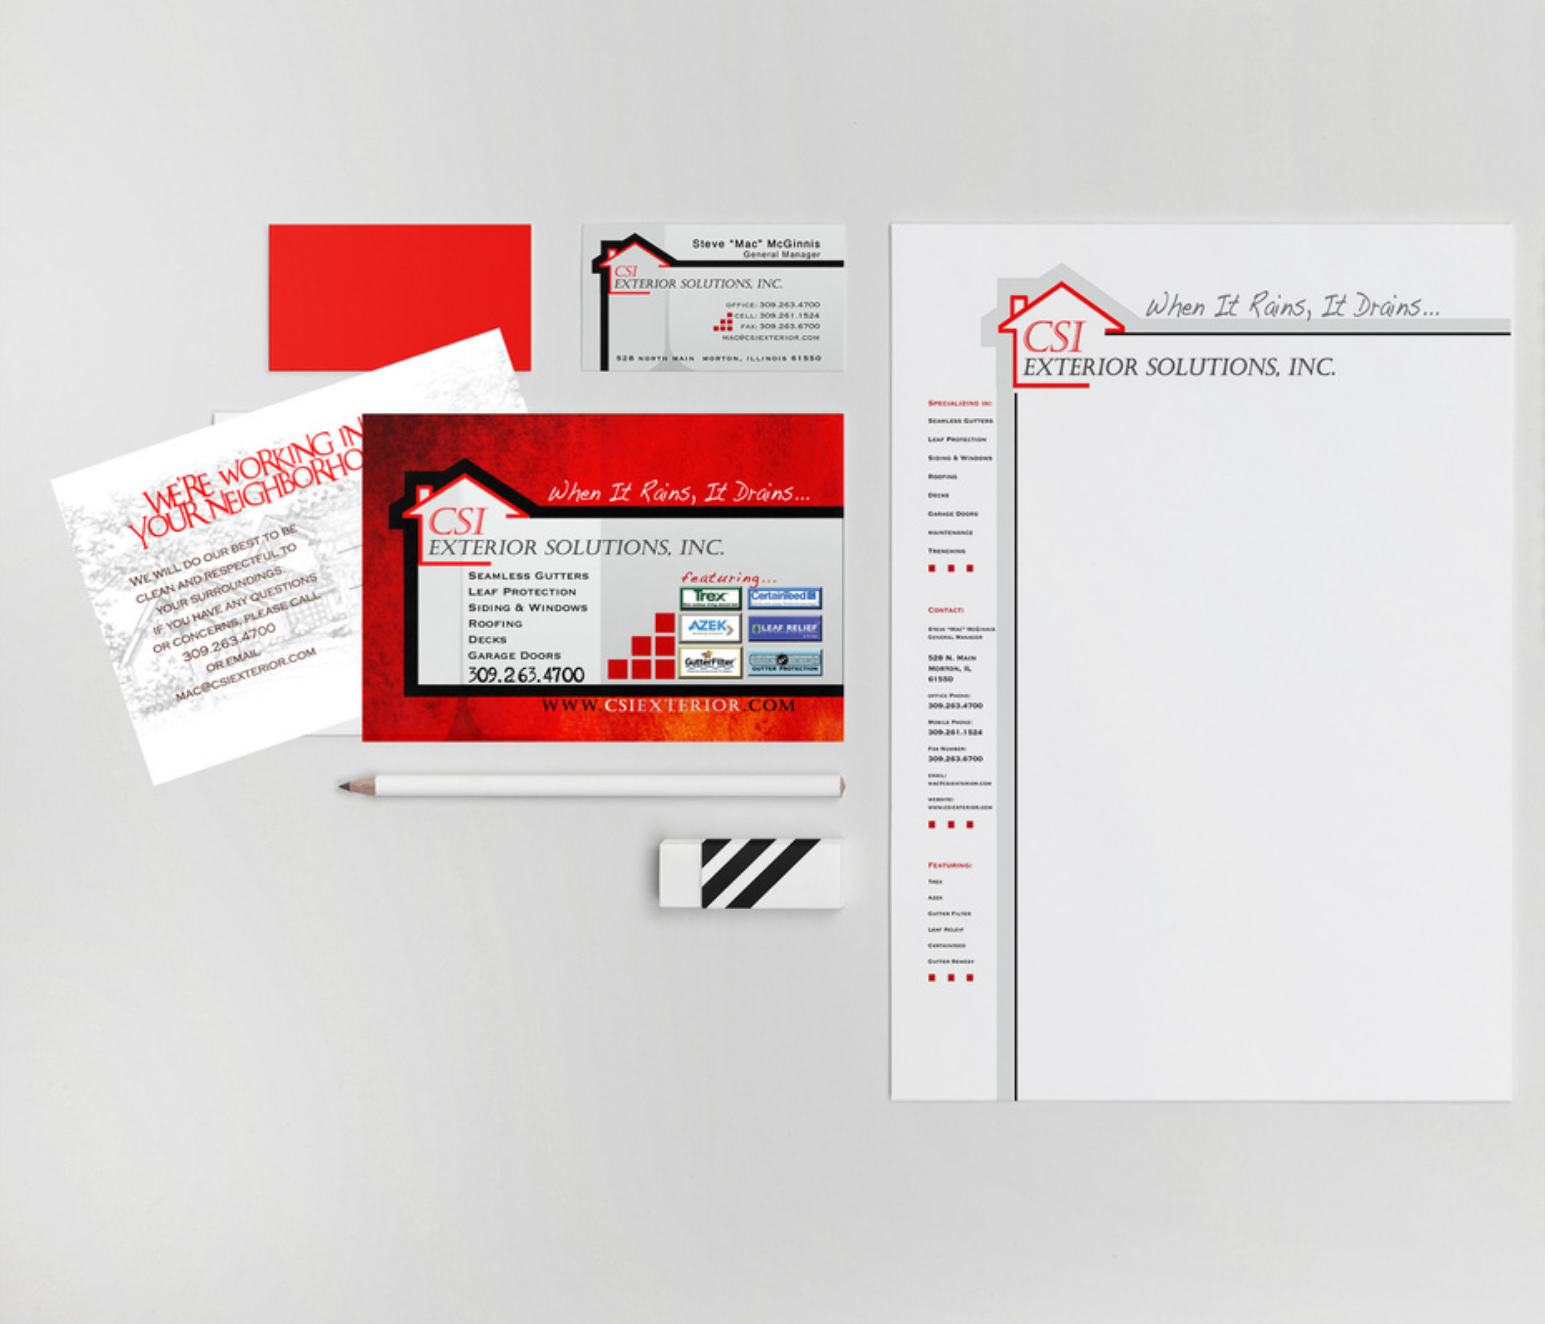 Steve "Mac" McGinnis
General Manager
CSI
EXTERIOR SOLUTIONS, INC.
OFFICE: 309.263.4700
CELL: 309.261.1524
FAX: 309.263.6700
MAC@CSIEXTERIOR.COM
528 NORTH MAIN MORTON, ILLINOIS 61550
WE'RE WORKING IN
YOUR NEIGHBORHO
WE WILL DO OUR BEST TO BE
CLEAN AND RESPECTFUL TO
YOUR SURROUNDINGS.
IF YOU HAVE ANY QUESTIONS
OR CONCERNS, PLEASE CALL
309.263.4700
OR EMAIL
MAC@CSIEXTERIOR.COM
When It Rains, It Drains...
CSI
EXTERIOR SOLUTIONS, INC.
SEAMLESS GUTTERS
LEAF PROTECTION
SIDING & WINDOWS
ROOFING
DECKS
GARAGE DOORS
309.263.4700
featuring...
Trex
CertainTeed
AZEK
LEAF RELIEF
GutterFilter
GUTTER PROTECTION
WWW.CSIEXTERIOR.COM
When It Rains, It Drains...
CSI
EXTERIOR SOLUTIONS, INC.
SPECIALIZING IN:
SEAMLESS GUTTERS
LEAF PROTECTION
SIDING & WINDOWS
ROOFING
DECKS
GARAGE DOORS
MAINTENANCE
TRENCHING
CONTACT:
STEVE "MAC" MCGINNIS
GENERAL MANAGER
528 N. MAIN
MORTON, IL
61550
OFFICE PHONE:
309.263.4700
MOBILE PHONE:
309.261.1524
FAX NUMBER:
309.263.6700
EMAIL:
MAC@CSIEXTERIOR.COM
WEBSITE:
WWW.CSIEXTERIOR.COM
FEATURING:
TREX
AZEK
GUTTER FILTER
LEAF RELEIF
CERTAINTEED
GUTTER REMEDY